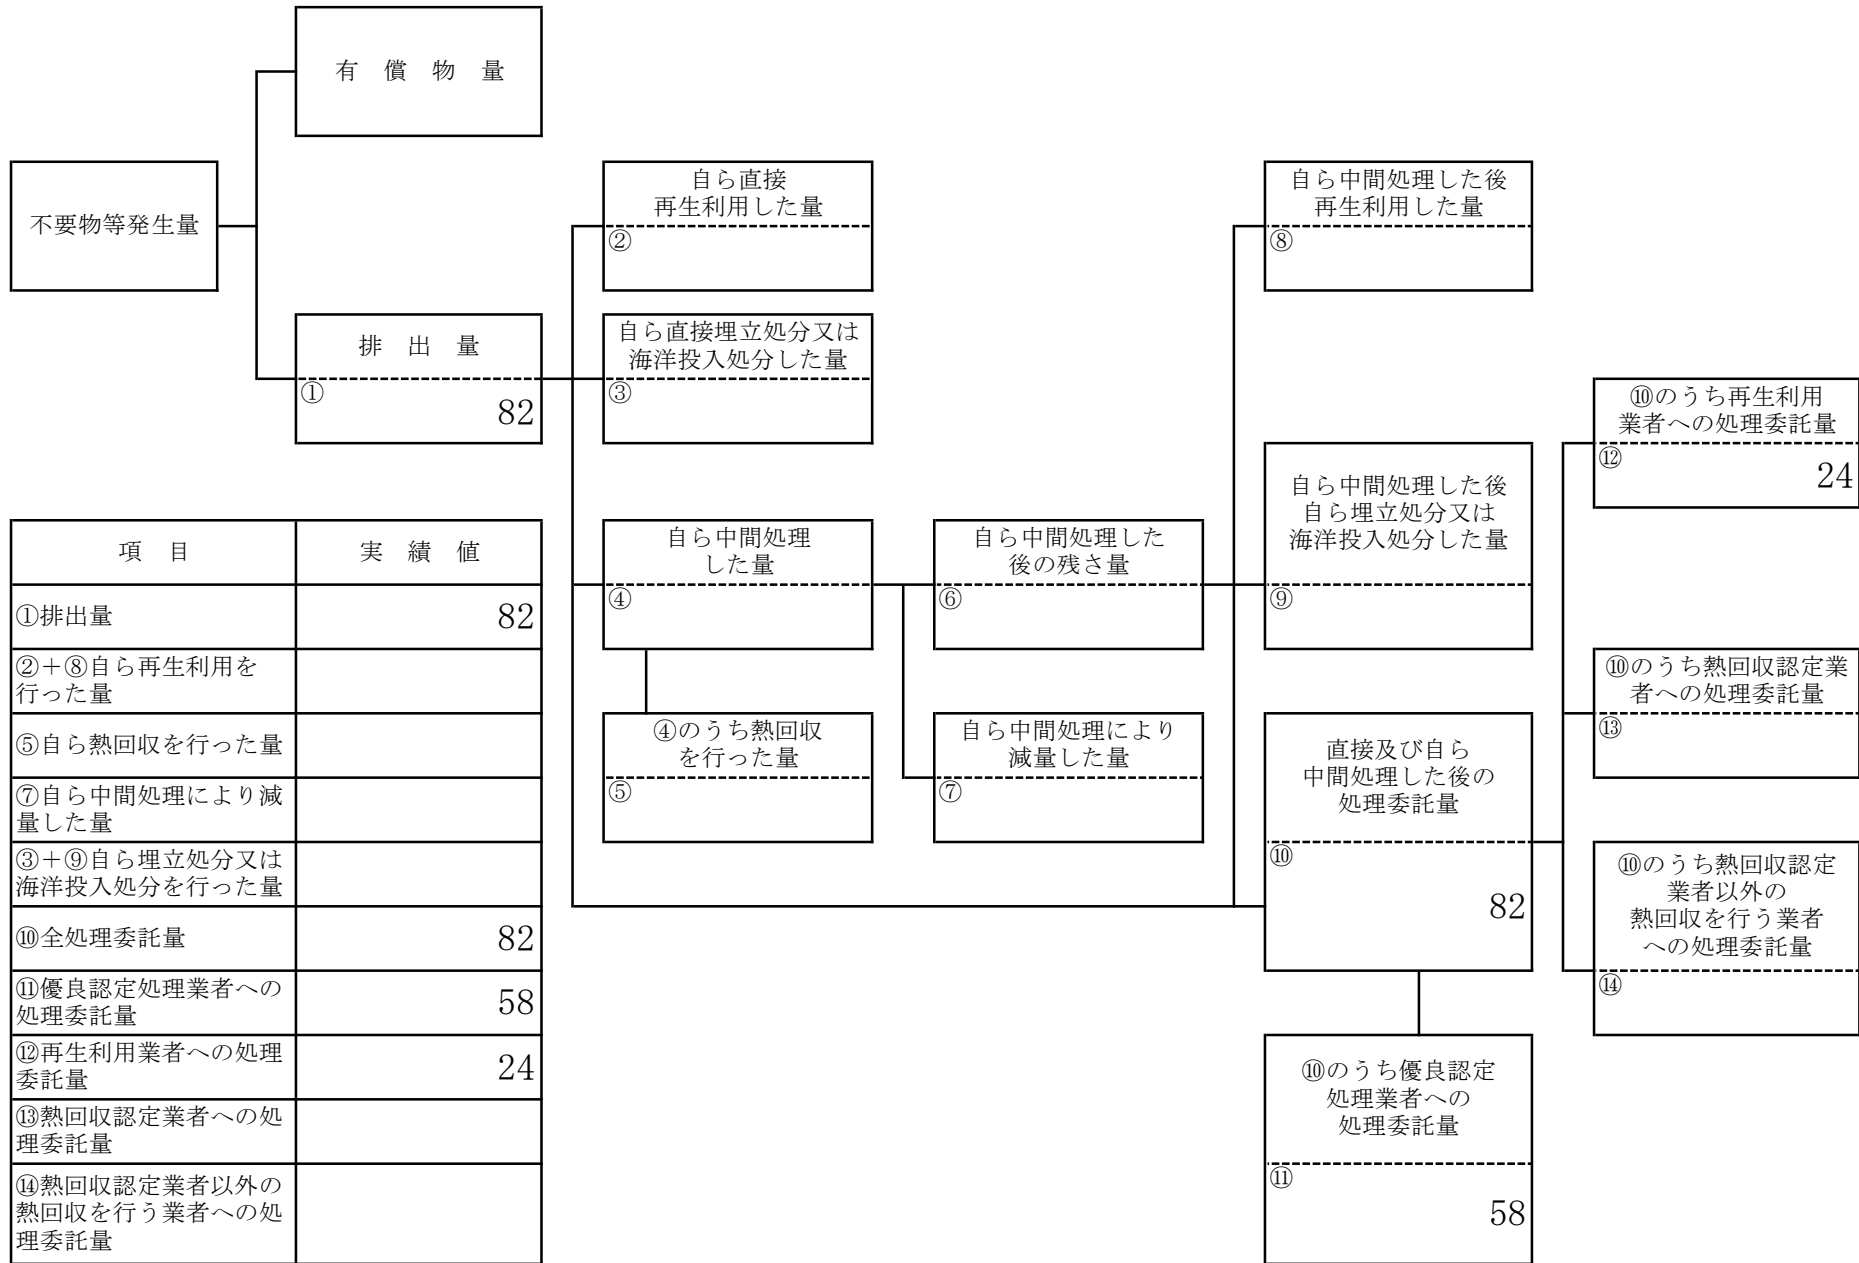 有 償 物 量
不要物等発生量
排 出 量
①
82
自ら直接
再生利用した量
②
自ら直接埋立処分又は
海洋投入処分した量
③
自ら中間処理
した量
④
④のうち熱回収
を行った量
⑤
自ら中間処理した
後の残さ量
⑥
自ら中間処理により
減量した量
⑦
自ら中間処理した後
再生利用した量
⑧
自ら中間処理した後
自ら埋立処分又は
海洋投入処分した量
⑨
直接及び自ら
中間処理した後の
処理委託量
⑩
82
⑩のうち優良認定
処理業者への
処理委託量
⑪
58
⑩のうち再生利用
業者への処理委託量
⑫
24
⑩のうち熱回収認定業
者への処理委託量
⑬
⑩のうち熱回収認定
業者以外の
熱回収を行う業者
への処理委託量
⑭
項 目 実 績 値
①排出量 82
②+⑧自ら再生利用を
行った量
⑤自ら熱回収を行った量
⑦自ら中間処理により減
量した量
③+⑨自ら埋立処分又は
海洋投入処分を行った量
⑩全処理委託量 82
⑪優良認定処理業者への
処理委託量 58
⑫再生利用業者への処理
委託量 24
⑬熱回収認定業者への処
理委託量
⑭熱回収認定業者以外の
熱回収を行う業者への処
理委託量